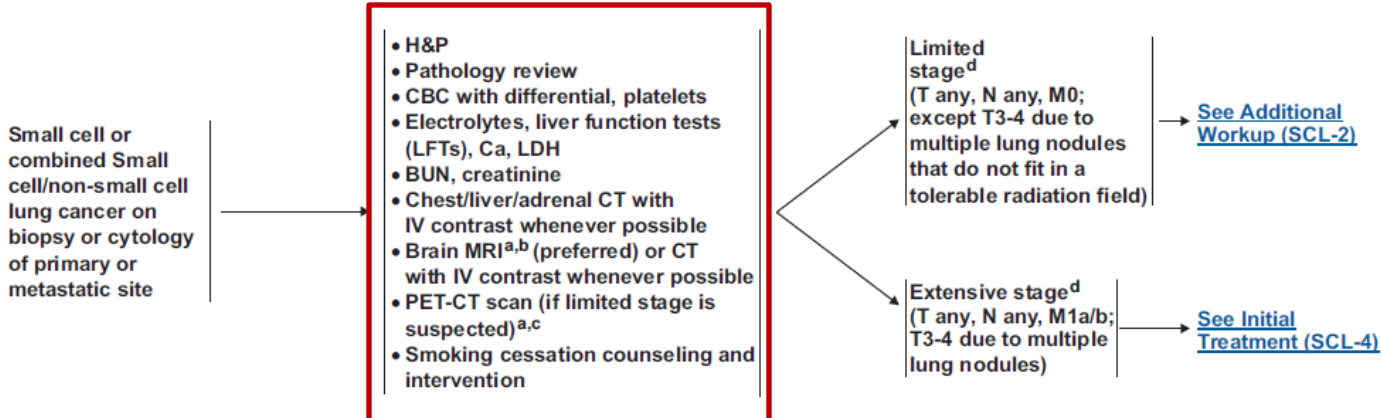 Small cell or
combined Small
cell/non-small cell
lung cancer on
biopsy or cytology
of primary or
metastatic site
• H&P
• Pathology review
• CBC with differential, platelets
• Electrolytes, liver function tests
(LFTs), Ca, LDH
• BUN, creatinine
• Chest/liver/adrenal CT with
IV contrast whenever possible
• Brain MRIa,b (preferred) or CT
with IV contrast whenever possible
• PET-CT scan (if limited stage is
suspected)a,c
• Smoking cessation counseling and
intervention
Limited
staged
(T any, N any, M0;
except T3-4 due to
multiple lung nodules
that do not fit in a
tolerable radiation field)
See Additional
Workup (SCL-2)
Extensive staged
(T any, N any, M1a/b;
T3-4 due to multiple
lung nodules)
See Initial
Treatment (SCL-4)